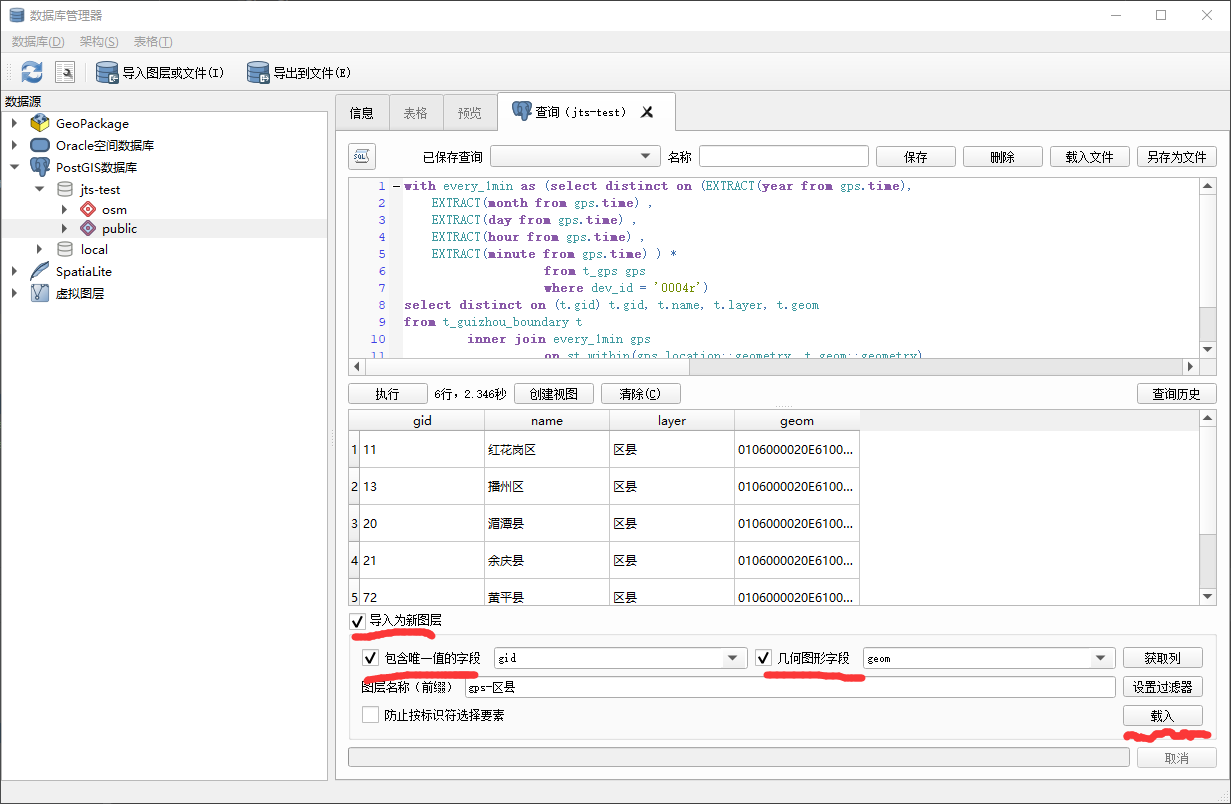 数据库管理器
数据库(D) 架构(S) 表格(T)
导入图层或文件(I) 导出到文件(E)
数据源
GeoPackage
Oracle空间数据库
PostGIS数据库
jts-test
osm
public
local
SpatiaLite
虚拟图层
信息 表格 预览 查询 (jts-test)
SQL 已保存查询 名称 保存 删除 载入文件 另存为文件
1 with every_1min as (select distinct on (EXTRACT(year from gps.time),
2 EXTRACT(month from gps.time) ,
3 EXTRACT(day from gps.time) ,
4 EXTRACT(hour from gps.time) ,
5 EXTRACT(minute from gps.time) ) *
6 from t_gps gps
7 where dev_id = '0004r')
8 select distinct on (t.gid) t.gid, t.name, t.layer, t.geom
9 from t_guizhou_boundary t
10 inner join every_1min gps
11 on st_within(gps.location::geometry, t.geom::geometry)
执行 6行，2.346秒 创建视图 清除(C) 查询历史
gid name layer geom
1 11 红花岗区 区县 0106000020E6100...
2 13 播州区 区县 0106000020E6100...
3 20 湄潭县 区县 0106000020E6100...
4 21 余庆县 区县 0106000020E6100...
5 72 黄平县 区县 0106000020E6100...
导入为新图层
包含唯一值的字段 gid 几何图形字段 geom 获取列
图层名称（前缀） gps-区县 设置过滤器
防止按标识符选择要素 载入
取消